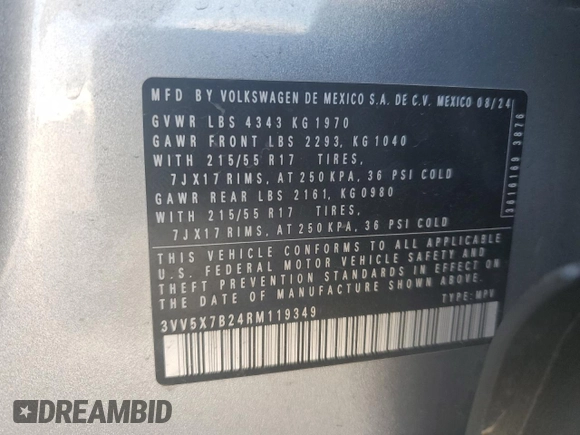 MFD BY VOLKSWAGEN DE MEXICO S.A. DE C.V. MEXICO 08/24
GVWR LBS 4343 KG 1970
GAWR FRONT LBS 2293, KG 1040
WITH 215/55 R17 TIRES,
7JX17 RIMS, AT 250 KPA, 36 PSI COLD
GAWR REAR LBS 2161, KG 0980
WITH 215/55 R17 TIRES,
7JX17 RIMS, AT 250 KPA, 36 PSI COLD
THIS VEHICLE CONFORMS TO ALL APPLICABLE
U.S. FEDERAL MOTOR VEHICLE SAFETY AND
THEFT PREVENTION STANDARDS IN EFFECT ON
THE DATE OF MANUFACTURE SHOWN ABOVE
3VV5X7B24RM119349 TYPE: MPV
3616169 3876
DREAMBID